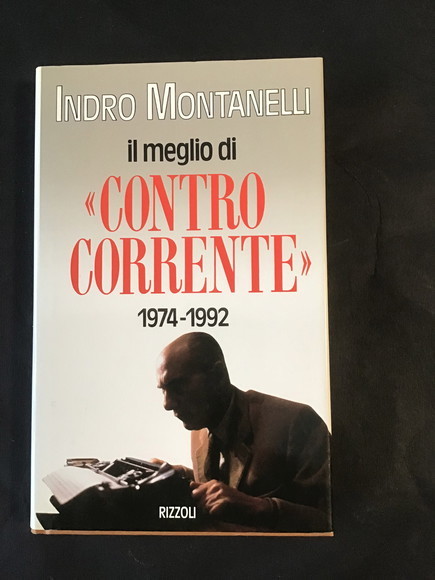 INDRO MONTANELLI
il meglio di
«CONTRO
CORRENTE»
1974-1992
RIZZOLI